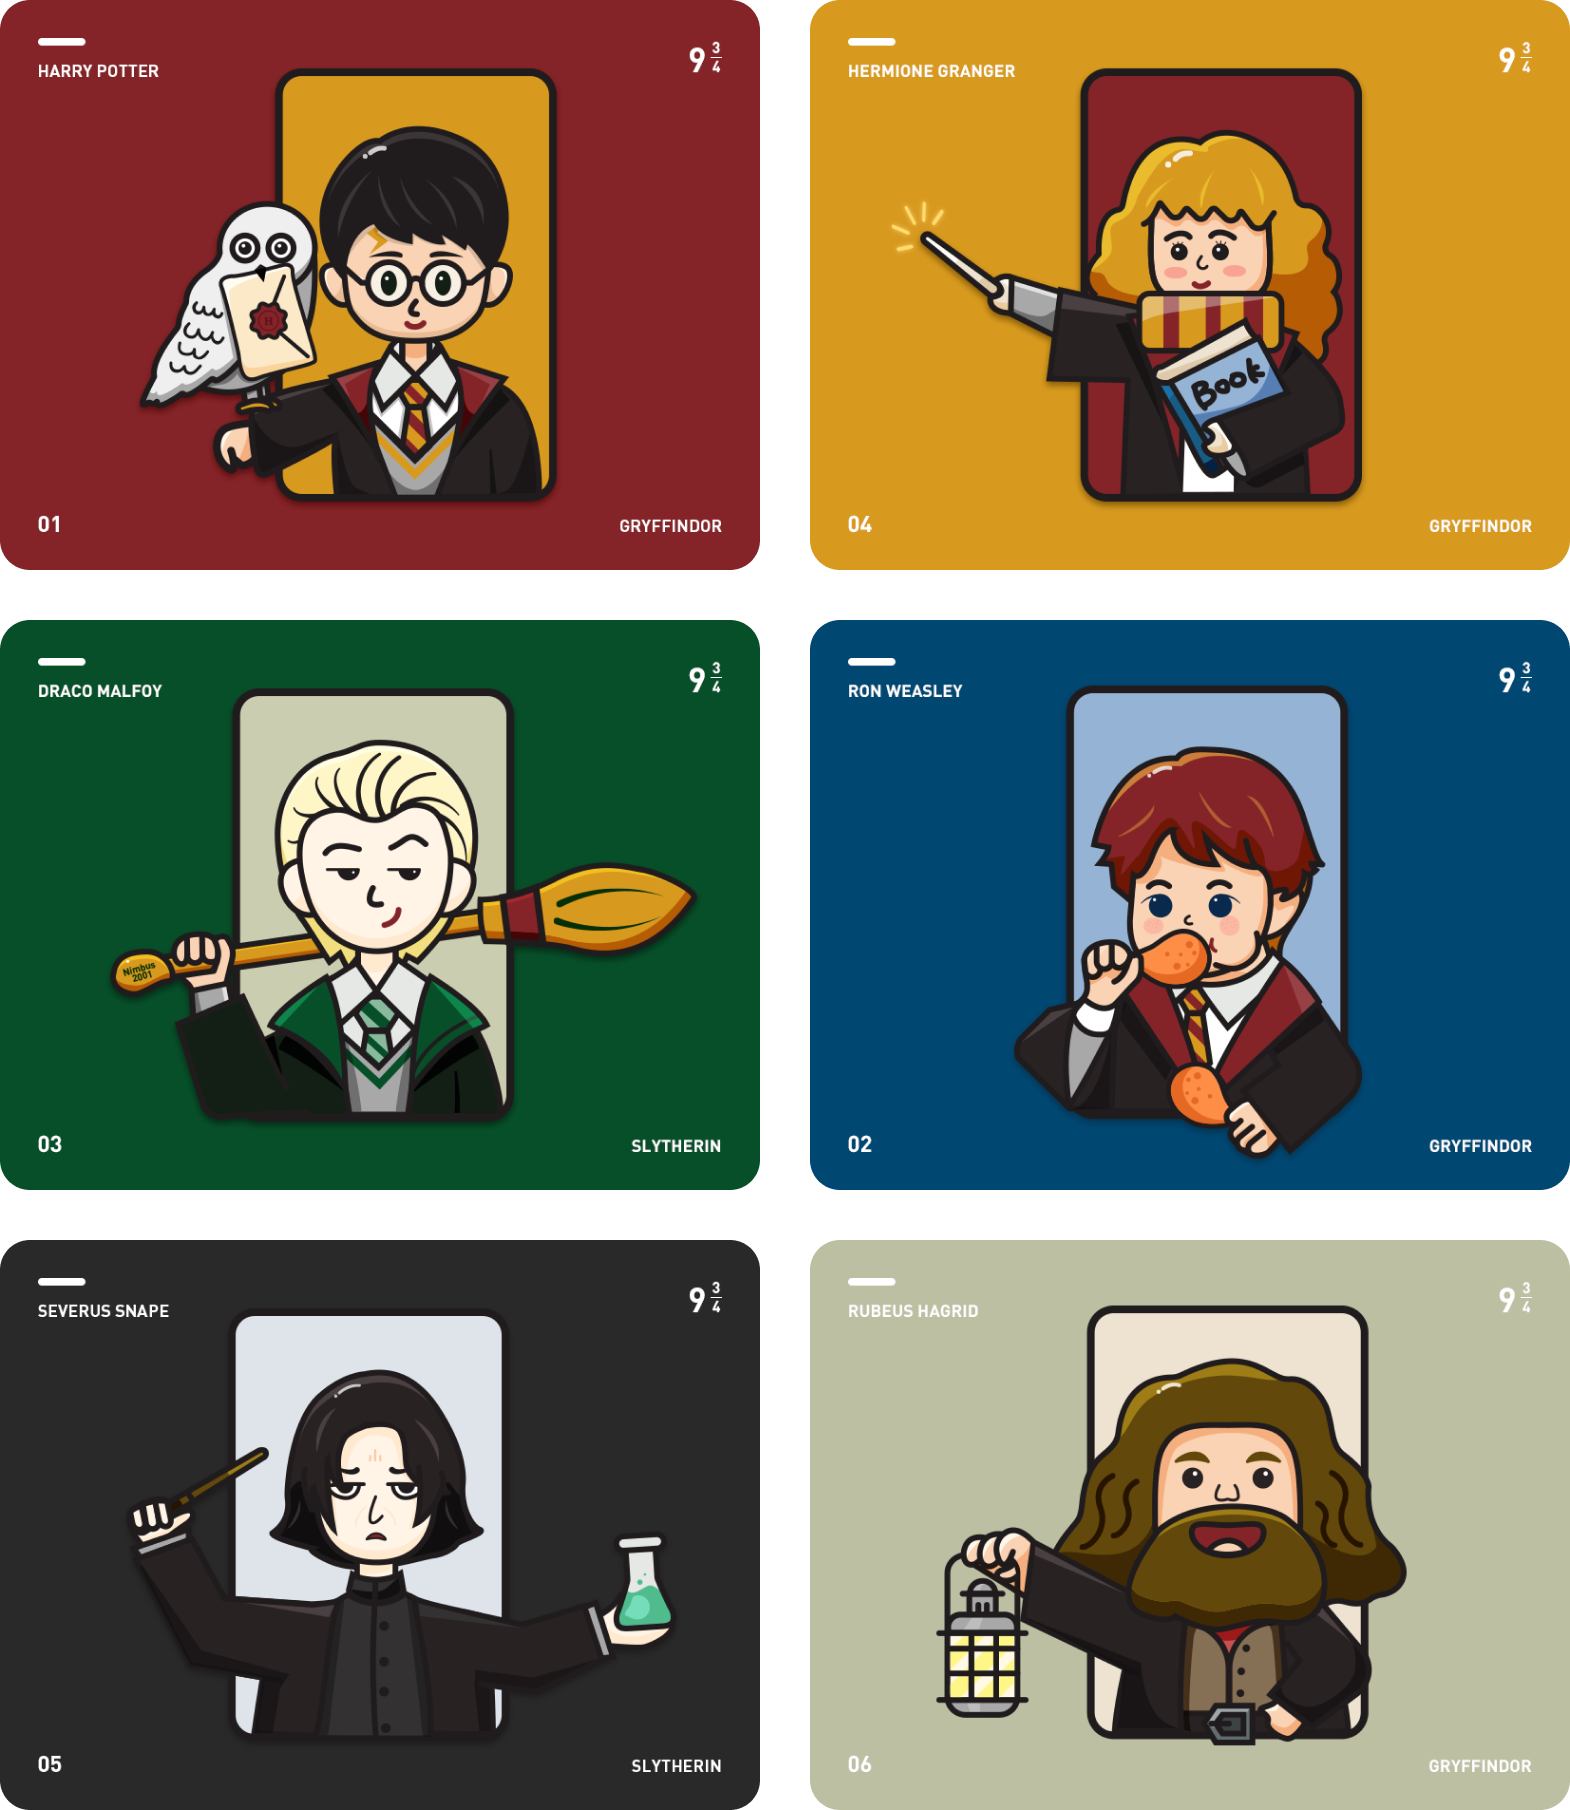 HARRY POTTER
9 3/4
H
01
GRYFFINDOR
HERMIONE GRANGER
9 3/4
Book
04
GRYFFINDOR
DRACO MALFOY
9 3/4
Nimbus
2001
03
SLYTHERIN
RON WEASLEY
9 3/4
02
GRYFFINDOR
SEVERUS SNAPE
9 3/4
05
SLYTHERIN
RUBEUS HAGRID
9 3/4
06
GRYFFINDOR